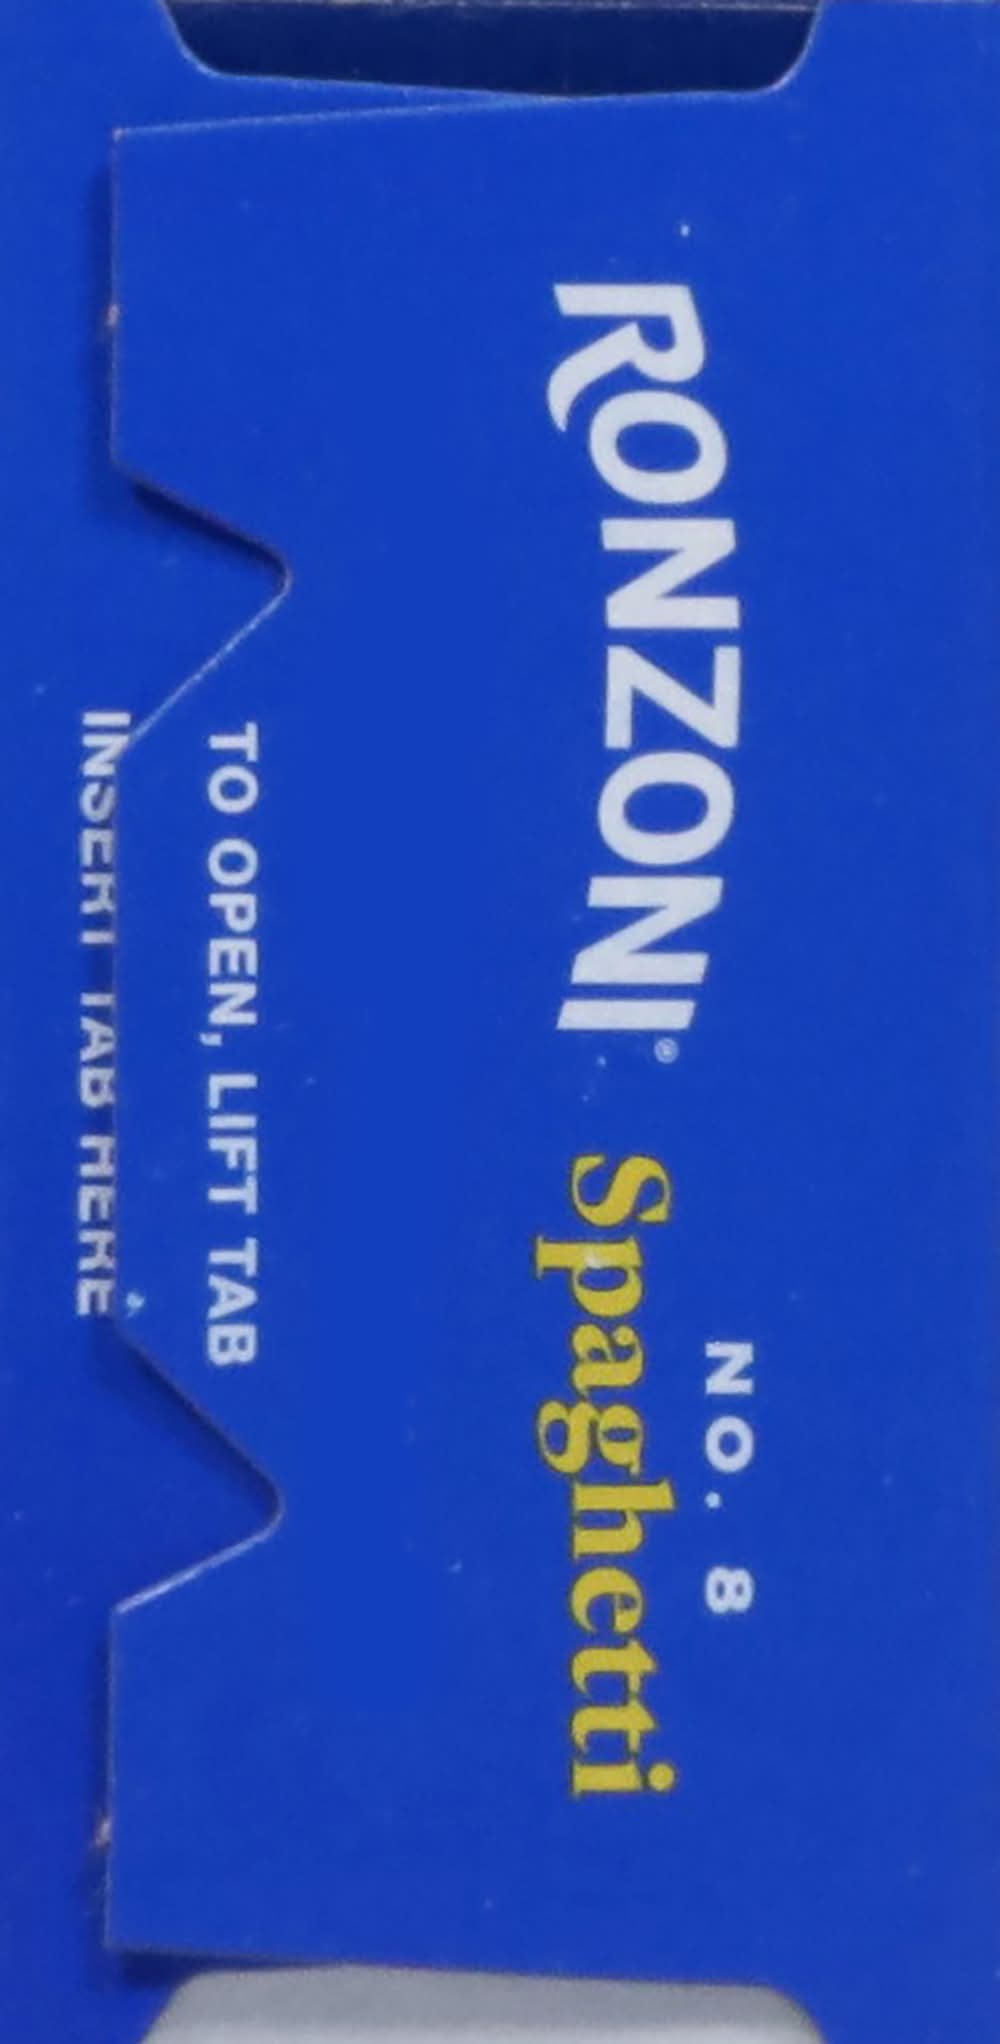 RONZONI®
NO. 8
Spaghetti
TO OPEN, LIFT TAB
INSERT TAB HERE